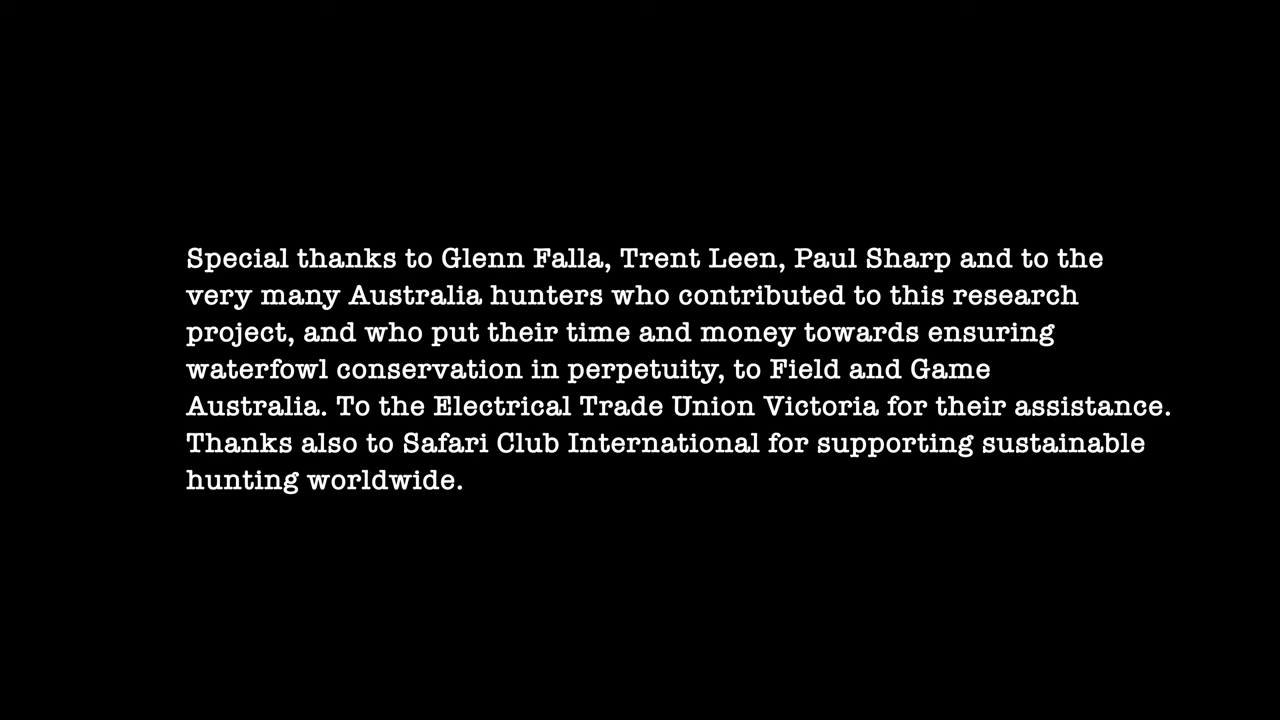 Special thanks to Glenn Falla, Trent Leen, Paul Sharp and to the
very many Australia hunters who contributed to this research
project, and who put their time and money towards ensuring
waterfowl conservation in perpetuity, to Field and Game
Australia. To the Electrical Trade Union Victoria for their assistance.
Thanks also to Safari Club International for supporting sustainable
hunting worldwide.